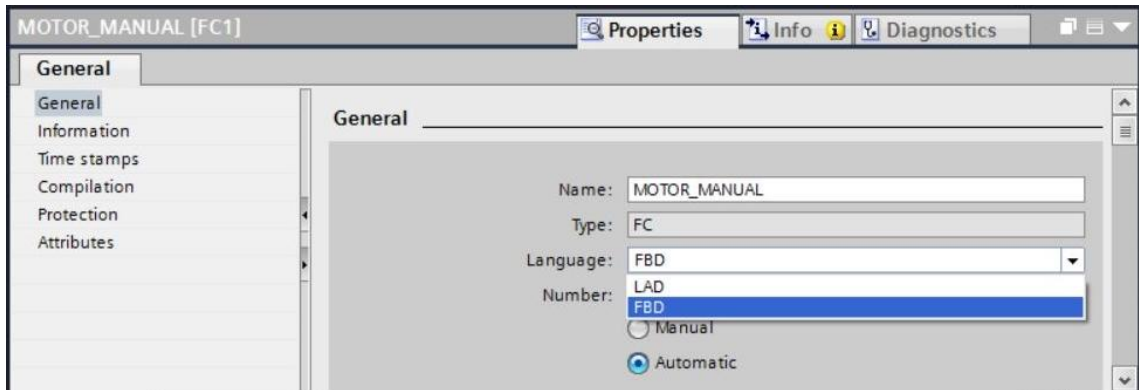 MOTOR_MANUAL [FC1]
Properties
Info
Diagnostics
General
General
Information
Time stamps
Compilation
Protection
Attributes
General
Name: MOTOR_MANUAL
Type: FC
Language: FBD
LAD
FBD
Number:
Manual
Automatic